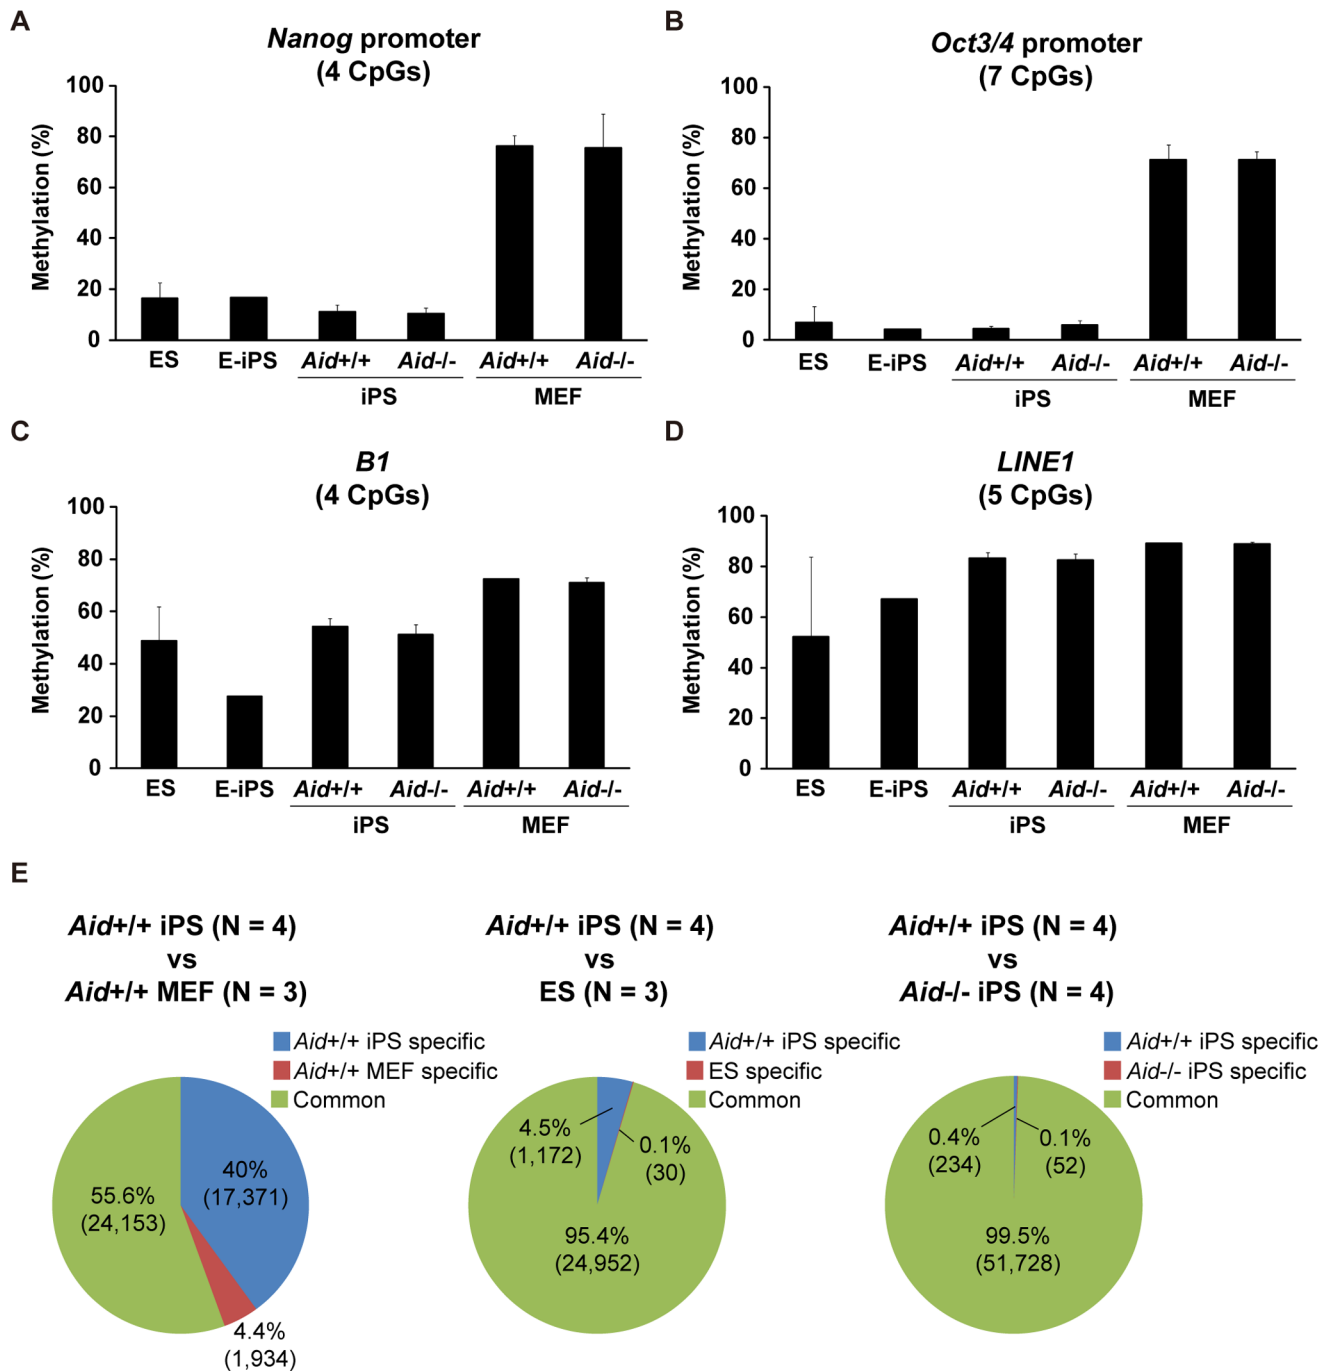 A
Nanog promoter
(4 CpGs)
100
80
60
40
20
0
Methylation (%)
ES
E-iPS
Aid+/+
Aid-/-
Aid+/+
Aid-/-
iPS
MEF
B
Oct3/4 promoter
(7 CpGs)
100
80
60
40
20
0
Methylation (%)
ES
E-iPS
Aid+/+
Aid-/-
Aid+/+
Aid-/-
iPS
MEF
C
B1
(4 CpGs)
100
80
60
40
20
0
Methylation (%)
ES
E-iPS
Aid+/+
Aid-/-
Aid+/+
Aid-/-
iPS
MEF
D
LINE1
(5 CpGs)
100
80
60
40
20
0
Methylation (%)
ES
E-iPS
Aid+/+
Aid-/-
Aid+/+
Aid-/-
iPS
MEF
E
Aid+/+ iPS (N = 4)
vs
Aid+/+ MEF (N = 3)
Aid+/+ iPS specific
Aid+/+ MEF specific
Common
40%
(17,371)
55.6%
(24,153)
4.4%
(1,934)
Aid+/+ iPS (N = 4)
vs
ES (N = 3)
Aid+/+ iPS specific
ES specific
Common
4.5%
(1,172)
0.1%
(30)
95.4%
(24,952)
Aid+/+ iPS (N = 4)
vs
Aid-/- iPS (N = 4)
Aid+/+ iPS specific
Aid-/- iPS specific
Common
0.4%
(234)
0.1%
(52)
99.5%
(51,728)